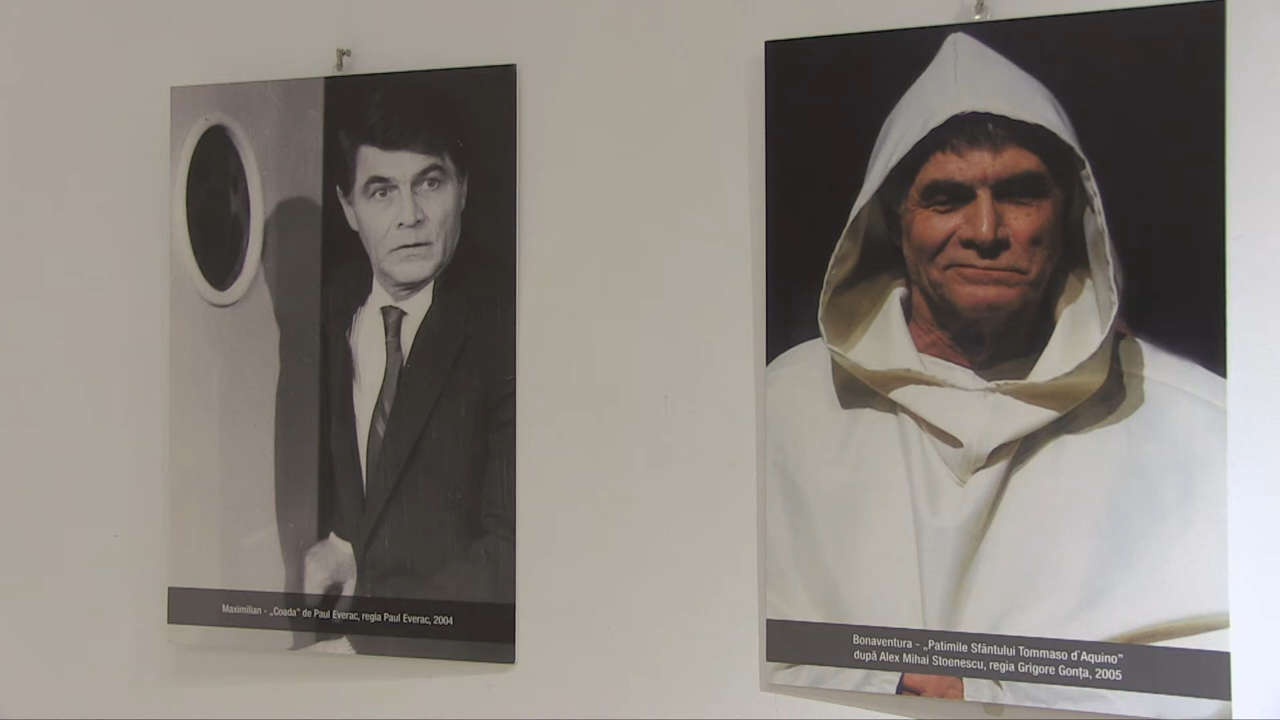 Maximilian - „Coada” de Paul Everac, regia Paul Everac, 2004
Bonaventura - „Patimile Sfântului Tommaso d`Aquino”
după Alex Mihai Stoenescu, regia Grigore Gonța, 2005